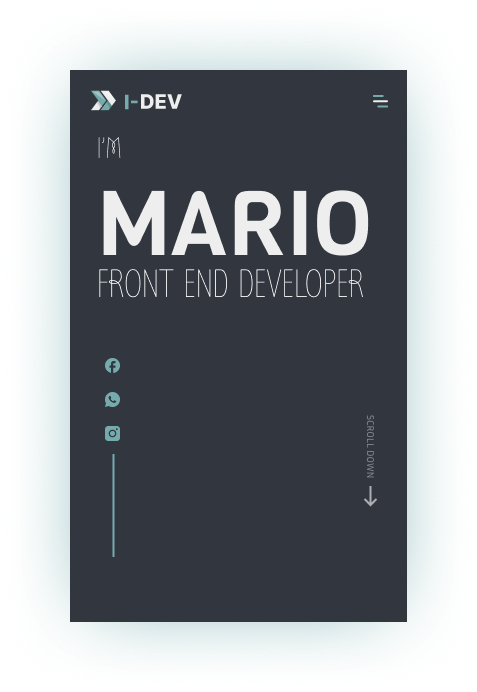 I-DEV
I'M
MARIO
FRONT END DEVELOPER
SCROLL DOWN